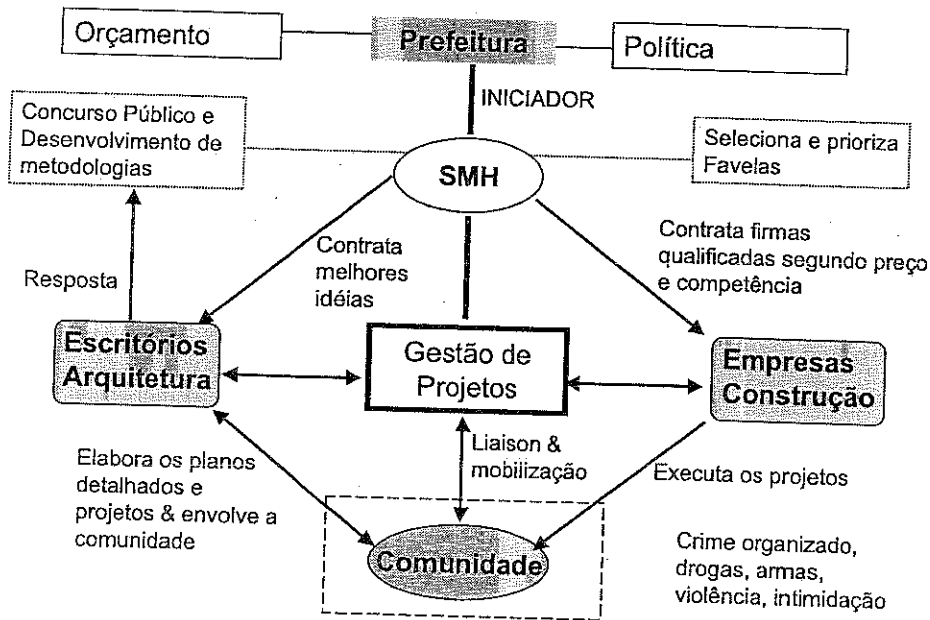 Orçamento
Prefeitura
Política
INICIADOR
Concurso Público e
Desenvolvimento de
metodologias
SMH
Seleciona e prioriza
Favelas
Resposta
Contrata
melhores
idéias
Contrata firmas
qualificadas segundo preço
e competência
Escritórios
Arquitetura
Gestão de
Projetos
Empresas
Construção
Elabora os planos
detalhados e
projetos & envolve a
comunidade
Liaison &
mobilização
Executa os projetos
Comunidade
Crime organizado,
drogas, armas,
violência, intimidação